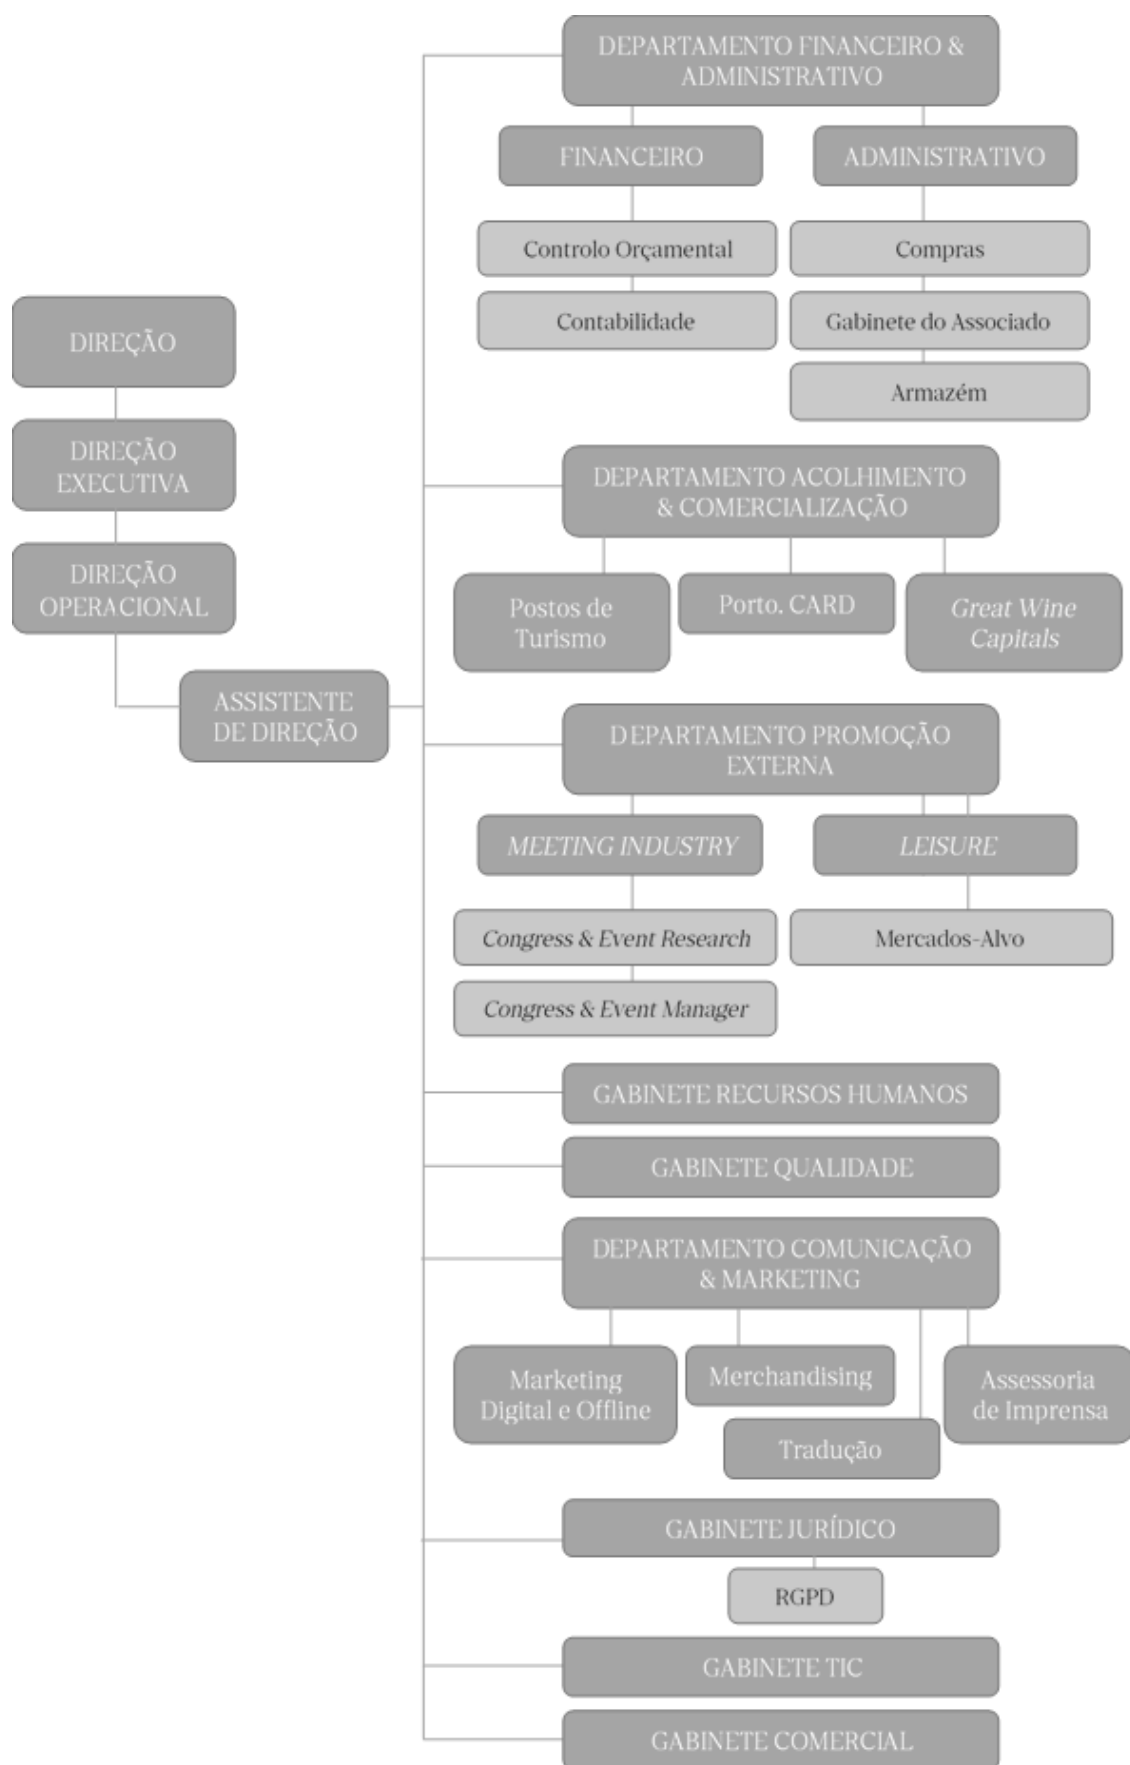 DIREÇÃO
DIREÇÃO
EXECUTIVA
DIREÇÃO
OPERACIONAL
ASSISTENTE
DE DIREÇÃO
DEPARTAMENTO FINANCEIRO &
ADMINISTRATIVO
FINANCEIRO
ADMINISTRATIVO
Controlo Orçamental
Compras
Contabilidade
Gabinete do Associado
Armazém
DEPARTAMENTO ACOLHIMENTO
& COMERCIALIZAÇÃO
Postos de
Turismo
Porto. CARD
Great Wine
Capitals
DEPARTAMENTO PROMOÇÃO
EXTERNA
MEETING INDUSTRY
LEISURE
Congress & Event Research
Mercados-Alvo
Congress & Event Manager
GABINETE RECURSOS HUMANOS
GABINETE QUALIDADE
DEPARTAMENTO COMUNICAÇÃO
& MARKETING
Marketing
Digital e Offline
Merchandising
Tradução
Assessoria
de Imprensa
GABINETE JURÍDICO
RGPD
GABINETE TIC
GABINETE COMERCIAL